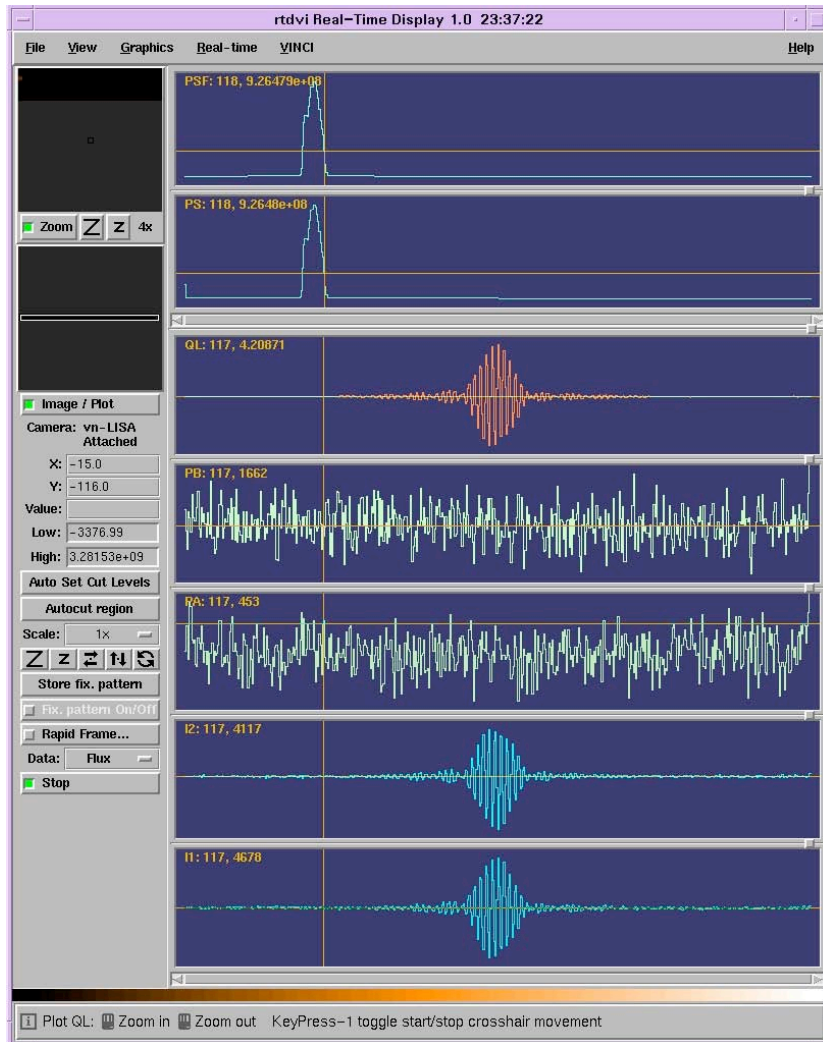 rtdvi Real-Time Display 1.0 23:37:22
File View Graphics Real-time VINCI Help
PSF: 118, 9.26479e+08
PS: 118, 9.2648e+08
Zoom Z z 4x
QL: 117, 4.20871
Image / Plot
Camera: vn-LISA
Attached
X: -15.0
Y: -116.0
Value:
Low: -3376.99
High: 3.28153e+09
Auto Set Cut Levels
Autocut region
Scale: 1x
Z z
Store fix. pattern
Fix. pattern On/Off
Rapid Frame...
Data: Flux
Stop
PB: 117, 1662
RA: 117, 453
I2: 117, 4117
I1: 117, 4678
Plot QL: Zoom in Zoom out KeyPress-1 toggle start/stop crosshair movement